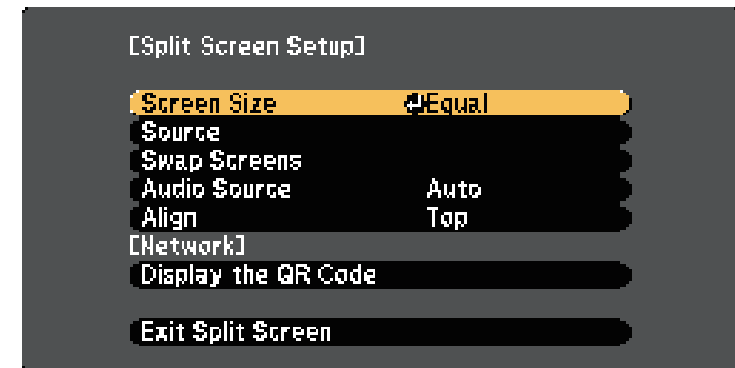 [Split Screen Setup]
Screen Size ↵Equal
Source
Swap Screens
Audio Source Auto
Align Top
[Network]
Display the QR Code
Exit Split Screen